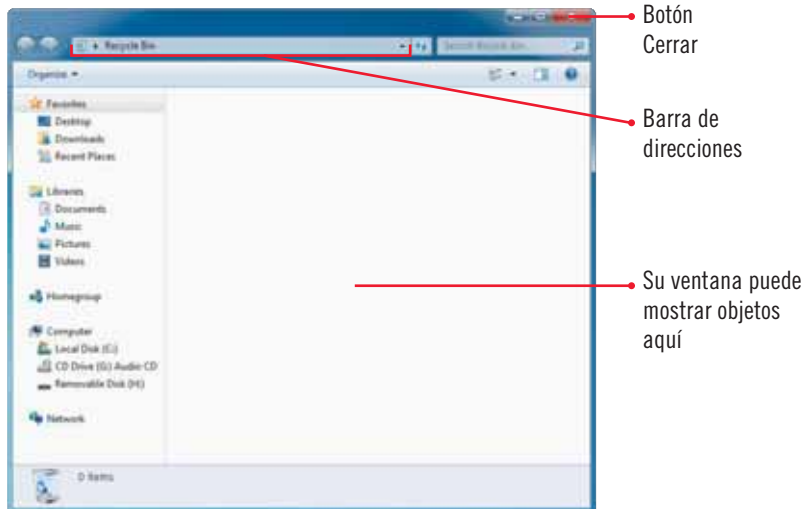 Botón
Cerrar
Recycle Bin
Search Recycle Bin
Organize
Barra de
direcciones
Favorites
Desktop
Downloads
Recent Places
Libraries
Documents
Music
Pictures
Videos
Su ventana puede
mostrar objetos
aquí
Homegroup
Computer
Local Disk (C:)
CD Drive (G:) Audio CD
Removable Disk (H:)
Network
0 items